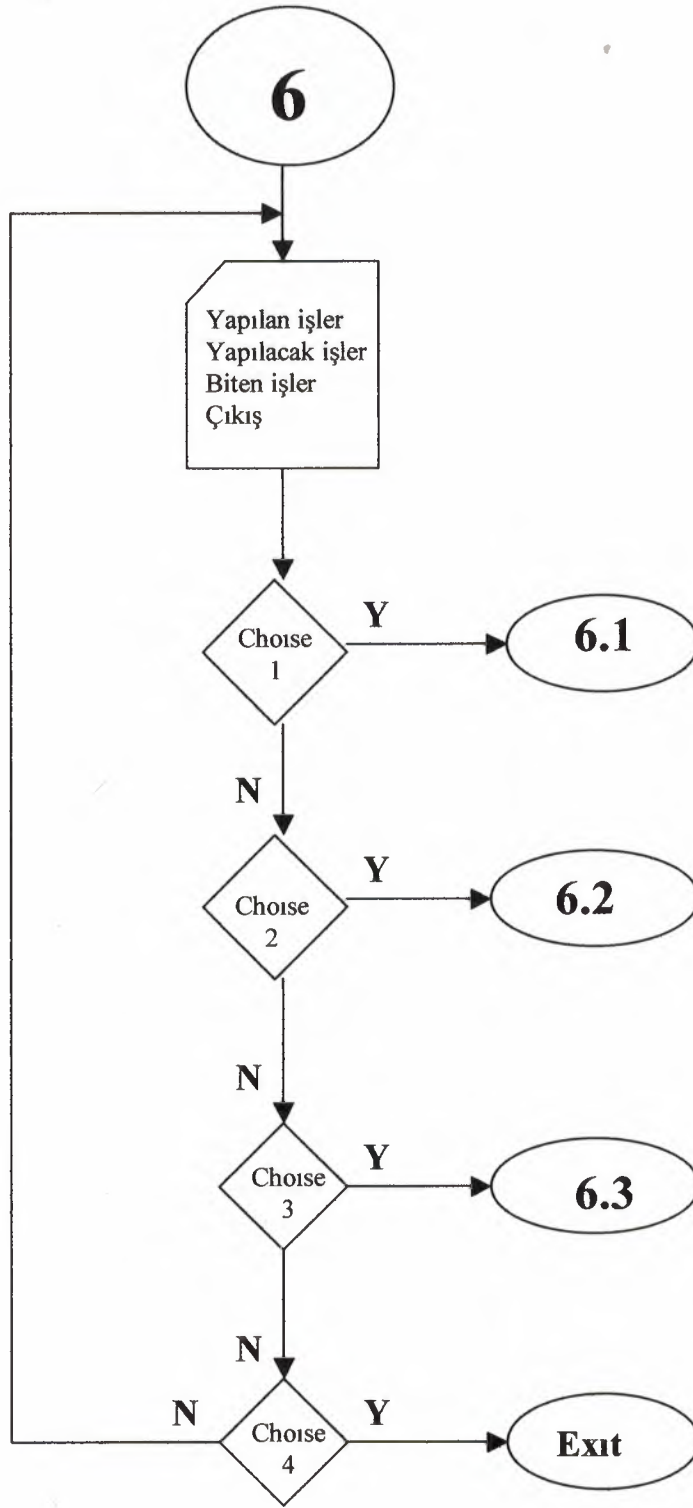 6
Yapılan işler
Yapılacak işler
Biten işler
Çıkış
Choıse
1
Y
6.1
N
Choıse
2
Y
6.2
N
Choıse
3
Y
6.3
N
N
Choıse
4
Y
Exıt